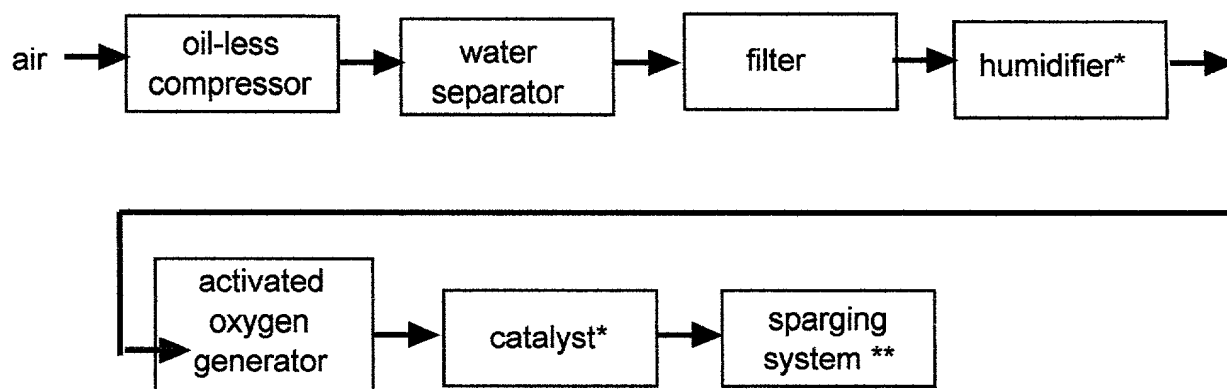 air
oil-less
compressor
water
separator
filter
humidifier*
activated
oxygen
generator
catalyst*
sparging
system **